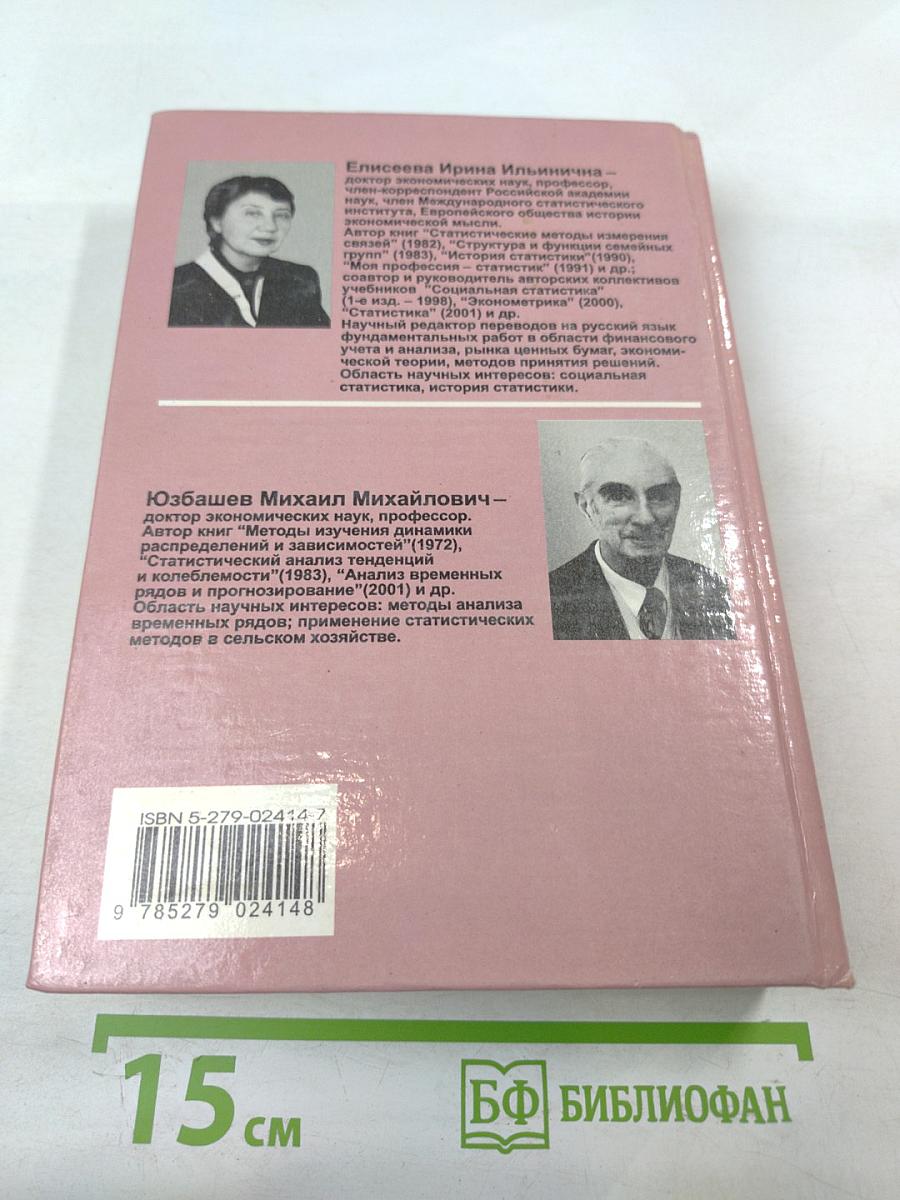 Елисеева Ирина Ильинична –
доктор экономических наук, профессор,
член-корреспондент Российской академии
наук, член Международного статистического
института, Европейского общества истории
экономической мысли.
Автор книг "Статистические методы измерения
связей" (1982), "Структура и функции семейных
групп" (1983), "История статистики"(1990),
"Моя профессия – статистик" (1991) и др.;
соавтор и руководитель авторских коллективов
учебников "Социальная статистика"
(1-е изд. – 1998), "Эконометрика" (2000),
"Статистика" (2001) и др.
Научный редактор переводов на русский язык
фундаментальных работ в области финансового
учета и анализа, рынка ценных бумаг, экономи-
ческой теории, методов принятия решений.
Область научных интересов: социальная
статистика, история статистики.
Юзбашев Михаил Михайлович –
доктор экономических наук, профессор.
Автор книг "Методы изучения динамики
распределений и зависимостей"(1972),
"Статистический анализ тенденций
и колеблемости"(1983), "Анализ временных
рядов и прогнозирование"(2001) и др.
Область научных интересов: методы анализа
временных рядов; применение статистических
методов в сельском хозяйстве.
ISBN 5-279-02414-7
9 785279 024148
15 см
БФ БИБЛИОФАН